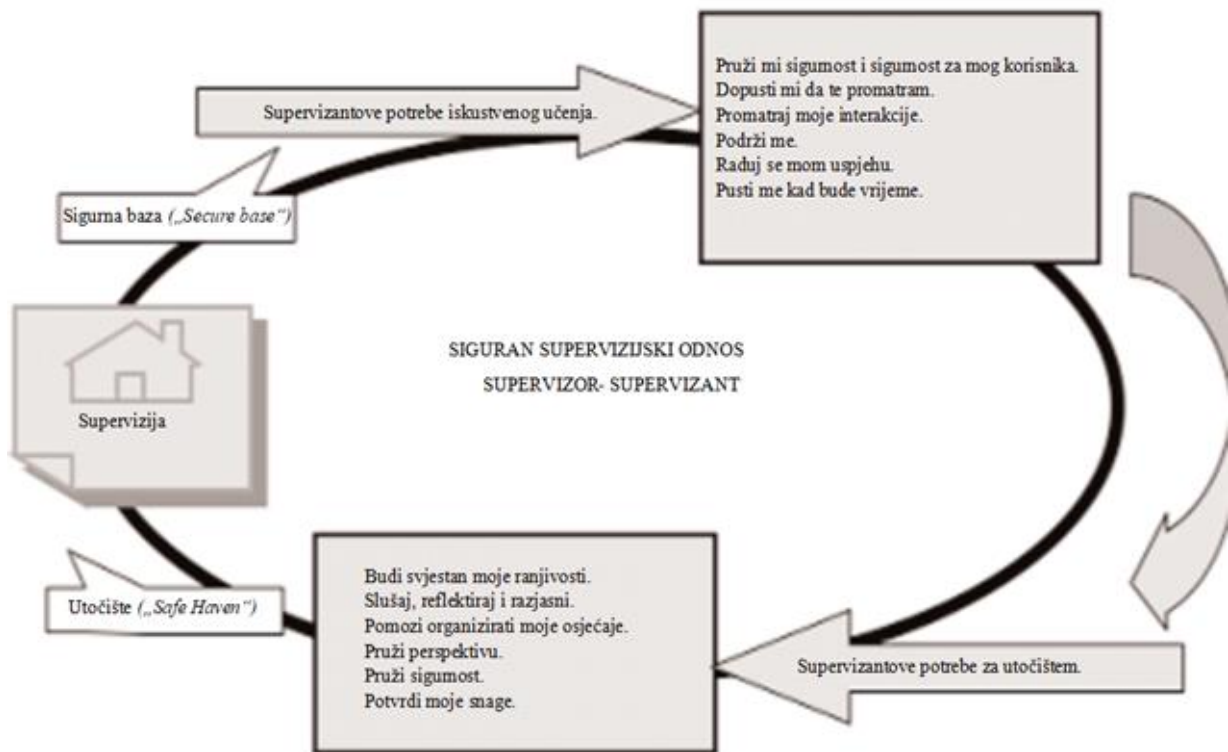 Supervizantove potrebe iskustvenog učenja.
Pruži mi sigurnost i sigurnost za mog korisnika.
Dopusti mi da te promatram.
Promatraj moje interakcije.
Podrži me.
Raduj se mom uspjehu.
Pusti me kad bude vrijeme.
Sigurna baza („Secure base“)
SIGURAN SUPERVIZIJSKI ODNOS
SUPERVIZOR- SUPERVIZANT
Supervizija
Budi svjestan moje ranjivosti.
Slušaj, reflektiraj i razjasni.
Pomozi organizirati moje osjećaje.
Pruži perspektivu.
Pruži sigurnost.
Potvrdi moje snage.
Utočište („Safe Haven“)
Supervizantove potrebe za utočištem.